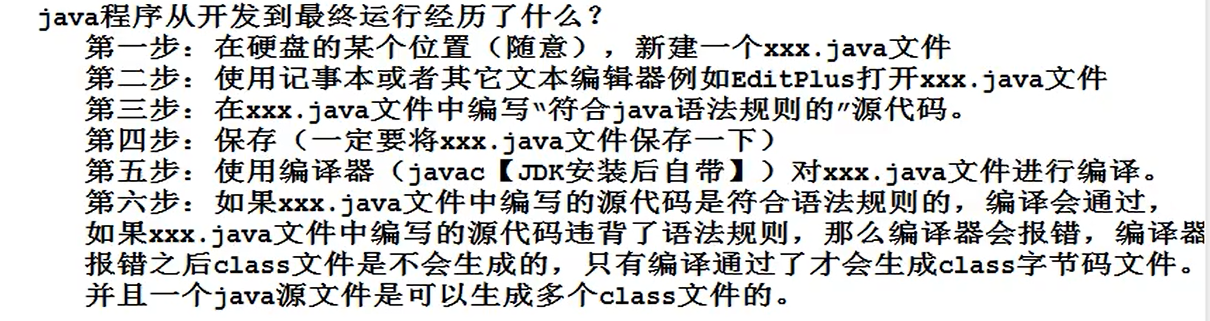 java程序从开发到最终运行经历了什么?
第一步：在硬盘的某个位置（随意），新建一个xxx.java文件
第二步：使用记事本或者其它文本编辑器例如EditPlus打开xxx.java文件
第三步：在xxx.java文件中编写“符合java语法规则的”源代码。
第四步：保存（一定要将xxx.java文件保存一下）
第五步：使用编译器（javac【JDK安装后自带】）对xxx.java文件进行编译。
第六步：如果xxx.java文件中编写的源代码是符合语法规则的，编译会通过，
如果xxx.java文件中编写的源代码违背了语法规则，那么编译器会报错，编译器
报错之后class文件是不会生成的，只有编译通过了才会生成class字节码文件。
并且一个java源文件是可以生成多个class文件的。